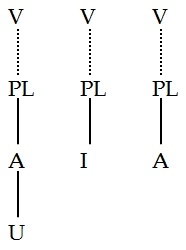 V V V
PL PL PL
A I A
U